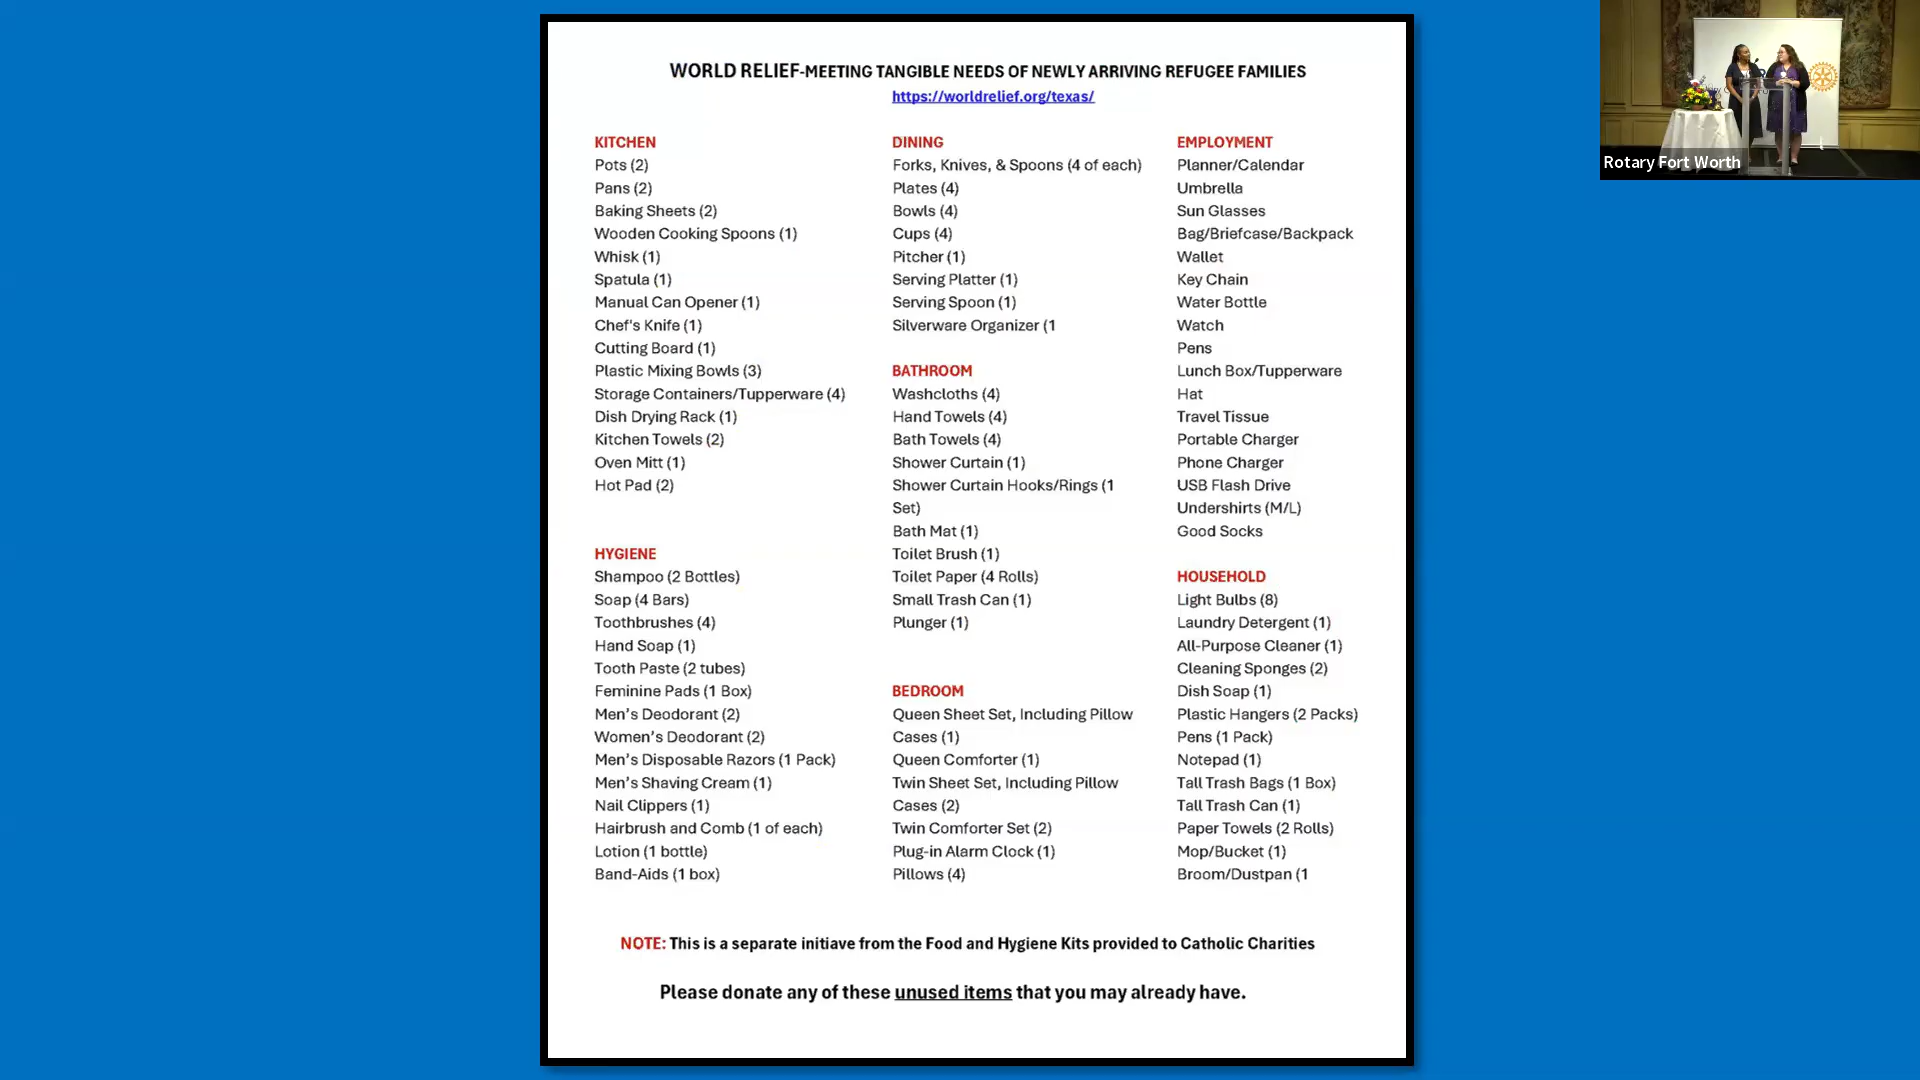 WORLD RELIEF-MEETING TANGIBLE NEEDS OF NEWLY ARRIVING REFUGEE FAMILIES
https://worldrelief.org/texas/
KITCHEN
Pots (2)
Pans (2)
Baking Sheets (2)
Wooden Cooking Spoons (1)
Whisk (1)
Spatula (1)
Manual Can Opener (1)
Chef's Knife (1)
Cutting Board (1)
Plastic Mixing Bowls (3)
Storage Containers/Tupperware (4)
Dish Drying Rack (1)
Kitchen Towels (2)
Oven Mitt (1)
Hot Pad (2)
HYGIENE
Shampoo (2 Bottles)
Soap (4 Bars)
Toothbrushes (4)
Hand Soap (1)
Tooth Paste (2 tubes)
Feminine Pads (1 Box)
Men's Deodorant (2)
Women's Deodorant (2)
Men's Disposable Razors (1 Pack)
Men's Shaving Cream (1)
Nail Clippers (1)
Hairbrush and Comb (1 of each)
Lotion (1 bottle)
Band-Aids (1 box)
DINING
Forks, Knives, & Spoons (4 of each)
Plates (4)
Bowls (4)
Cups (4)
Pitcher (1)
Serving Platter (1)
Serving Spoon (1)
Silverware Organizer (1
BATHROOM
Washcloths (4)
Hand Towels (4)
Bath Towels (4)
Shower Curtain (1)
Shower Curtain Hooks/Rings (1
Set)
Bath Mat (1)
Toilet Brush (1)
Toilet Paper (4 Rolls)
Small Trash Can (1)
Plunger (1)
BEDROOM
Queen Sheet Set, Including Pillow
Cases (1)
Queen Comforter (1)
Twin Sheet Set, Including Pillow
Cases (2)
Twin Comforter Set (2)
Plug-in Alarm Clock (1)
Pillows (4)
EMPLOYMENT
Planner/Calendar
Umbrella
Sun Glasses
Bag/Briefcase/Backpack
Wallet
Key Chain
Water Bottle
Watch
Pens
Lunch Box/Tupperware
Hat
Travel Tissue
Portable Charger
Phone Charger
USB Flash Drive
Undershirts (M/L)
Good Socks
HOUSEHOLD
Light Bulbs (8)
Laundry Detergent (1)
All-Purpose Cleaner (1)
Cleaning Sponges (2)
Dish Soap (1)
Plastic Hangers (2 Packs)
Pens (1 Pack)
Notepad (1)
Tall Trash Bags (1 Box)
Tall Trash Can (1)
Paper Towels (2 Rolls)
Mop/Bucket (1)
Broom/Dustpan (1
NOTE: This is a separate initiave from the Food and Hygiene Kits provided to Catholic Charities
Please donate any of these unused items that you may already have.
Rotary Fort Worth